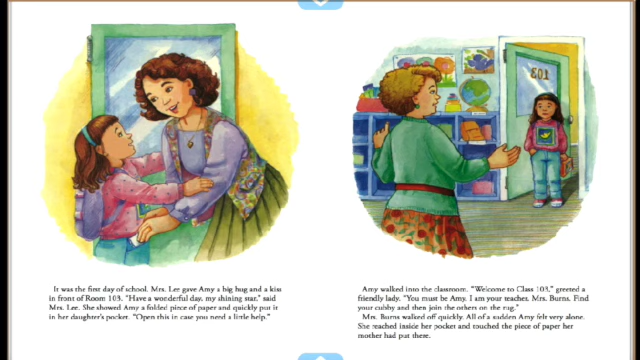 103
It was the first day of school. Mrs. Lee gave Amy a big hug and a kiss
in front of Room 103. "Have a wonderful day, my shining star," said
Mrs. Lee. She showed Amy a folded piece of paper and quickly put it
in her daughter's pocket. "Open this in case you need a little help."
Amy walked into the classroom. "Welcome to Class 103," greeted a
friendly lady. "You must be Amy. I am your teacher, Mrs. Burns. Find
your cubby and then join the others on the rug."
Mrs. Burns walked off quickly. All of a sudden Amy felt very alone.
She reached inside her pocket and touched the piece of paper her
mother had put there.